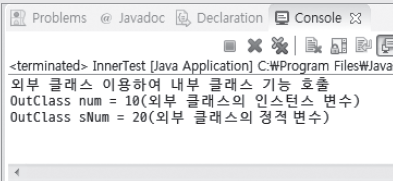 Problems @ Javadoc Declaration Console
<terminated> InnerTest [Java Application] C:₩Program Files₩Java
외부 클래스 이용하여 내부 클래스 기능 호출
OutClass num = 10(외부 클래스의 인스턴스 변수)
OutClass sNum = 20(외부 클래스의 정적 변수)